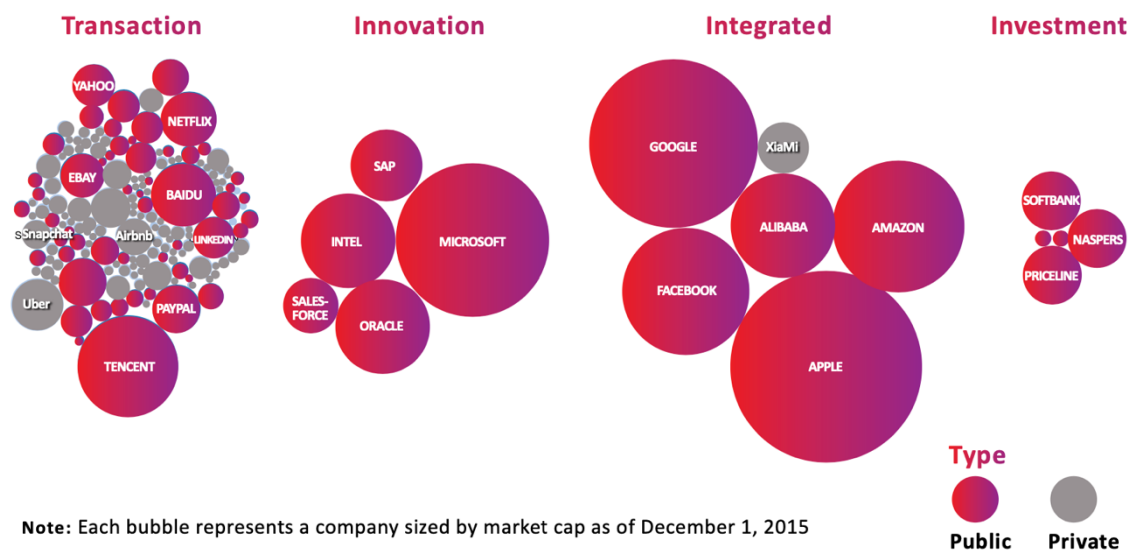 Transaction
Innovation
Integrated
Investment
YAHOO
NETFLIX
EBAY
BAIDU
Snapchat
Airbnb
LINKEDIN
Uber
PAYPAL
TENCENT
SAP
INTEL
MICROSOFT
SALES-
FORCE
ORACLE
GOOGLE
XiaMi
ALIBABA
AMAZON
FACEBOOK
APPLE
SOFTBANK
NASPERS
PRICELINE
Type
Public
Private
Note: Each bubble represents a company sized by market cap as of December 1, 2015